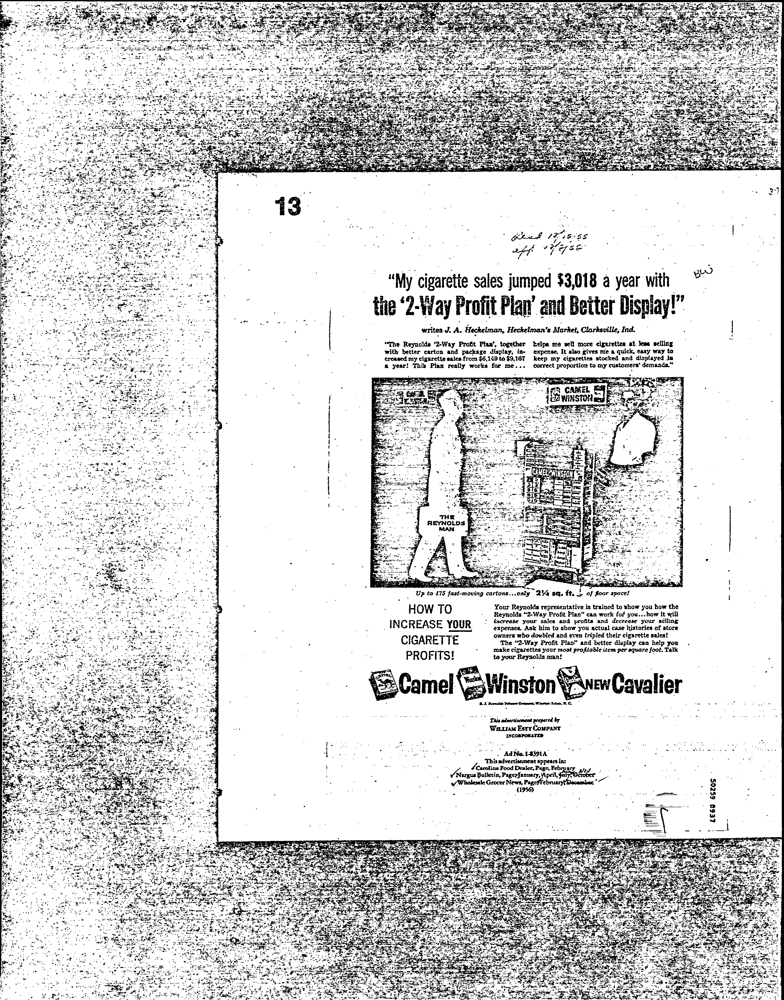 13
"My cigarette sales jumped $3,018 a year with
the '2-Way Profit Plan' and Better Display!"
writes J. A. Heckelman, Heckelman's Market, Clarksville, Ind.
"The Reynolds '2-Way Profit Plan', together
with better carton and package display, in-
creased my cigarette sales from $6,149 to $9,167
a year! This Plan really works for me...
helps me sell more cigarettes at less selling
expense. It also gives me a quick, easy way to
keep my cigarettes stocked and displayed in
correct proportion to my customers' demands."
CAMEL
WINSTON
THE
REYNOLDS
MAN
Up to 175 fast-moving cartons...only 2¼ sq. ft. of floor space!
HOW TO
INCREASE YOUR
CIGARETTE
PROFITS!
Your Reynolds representative is trained to show you how the
Reynolds "2-Way Profit Plan" can work for you...how it will
increase your sales and profits and decrease your selling
expenses. Ask him to show you actual case histories of store
owners who doubled and even tripled their cigarette sales!
The "2-Way Profit Plan" and better display can help you
make cigarettes your most profitable item per square foot. Talk
to your Reynolds man!
Camel Winston NEW Cavalier
R. J. Reynolds Tobacco Company, Winston-Salem, N. C.
This advertisement prepared by
WILLIAM ESTY COMPANY
INCORPORATED
Ad No. 1-8391A
This advertisement appears in:
Carolina Food Dealer, Page, February
Nargus Bulletin, Page, January, April, July, October
Wholesale Grocer News, Page, February, December
(1956)
50239 8937